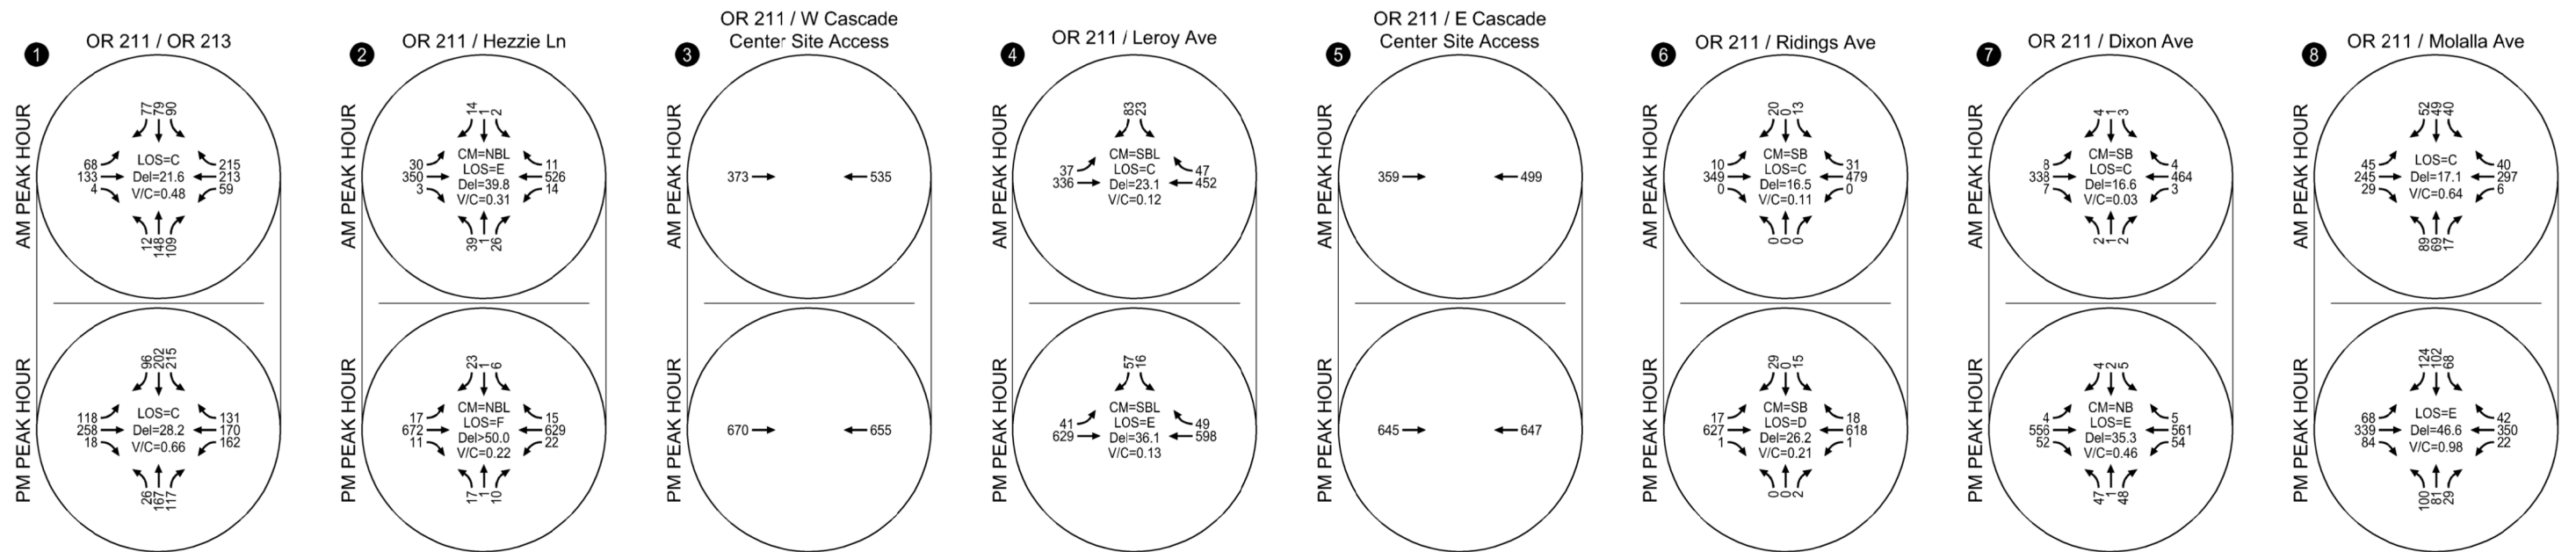 1
OR 211 / OR 213
AM PEAK HOUR
77 79 90
68 133 4
LOS=C
Del=21.6
V/C=0.48
215 213 59
12 148 109
PM PEAK HOUR
96 202 215
118 258 18
LOS=C
Del=28.2
V/C=0.66
131 170 162
26 167 117
2
OR 211 / Hezzie Ln
AM PEAK HOUR
14 1 2
30 350 3
CM=NBL
LOS=E
Del=39.8
V/C=0.31
11 526 14
39 1 26
PM PEAK HOUR
23 1 6
17 672 11
CM=NBL
LOS=F
Del>50.0
V/C=0.22
15 629 22
17 1 10
3
OR 211 / W Cascade
Center Site Access
AM PEAK HOUR
373 535
PM PEAK HOUR
670 655
4
OR 211 / Leroy Ave
AM PEAK HOUR
83 23
37 336
CM=SBL
LOS=C
Del=23.1
V/C=0.12
47 452
PM PEAK HOUR
57 16
41 629
CM=SBL
LOS=E
Del=36.1
V/C=0.13
49 598
5
OR 211 / E Cascade
Center Site Access
AM PEAK HOUR
359 499
PM PEAK HOUR
645 647
6
OR 211 / Ridings Ave
AM PEAK HOUR
20 0 13
10 349 0
CM=SB
LOS=C
Del=16.5
V/C=0.11
31 479 0
0 0 0
PM PEAK HOUR
29 0 15
17 627 1
CM=SB
LOS=D
Del=26.2
V/C=0.21
18 618 1
0 0 2
7
OR 211 / Dixon Ave
AM PEAK HOUR
4 1 3
8 338 7
CM=SB
LOS=C
Del=16.6
V/C=0.03
4 464 3
2 1 2
PM PEAK HOUR
4 2 5
4 556 52
CM=NB
LOS=E
Del=35.3
V/C=0.46
5 561 54
47 1 48
8
OR 211 / Molalla Ave
AM PEAK HOUR
52 49 40
45 245 29
LOS=C
Del=17.1
V/C=0.64
40 297 6
89 69 17
PM PEAK HOUR
124 102 68
68 339 84
LOS=E
Del=46.6
V/C=0.98
42 350 22
100 81 29